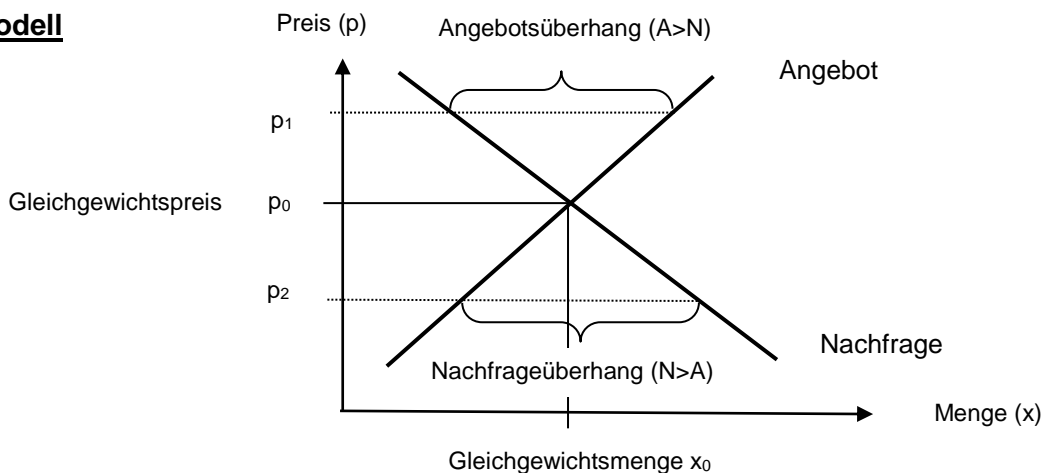 odell
Preis (p)
Angebotsüberhang (A>N)
Angebot
p1
Gleichgewichtspreis
p0
p2
Nachfrage
Nachfrageüberhang (N>A)
Menge (x)
Gleichgewichtsmenge x0